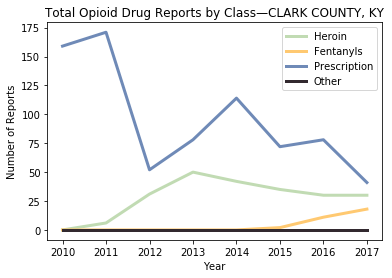 Total Opioid Drug Reports by Class—CLARK COUNTY, KY
Heroin
Fentanyls
Prescription
Other
Number of Reports
175
150
125
100
75
50
25
0
2010 2011 2012 2013 2014 2015 2016 2017
Year